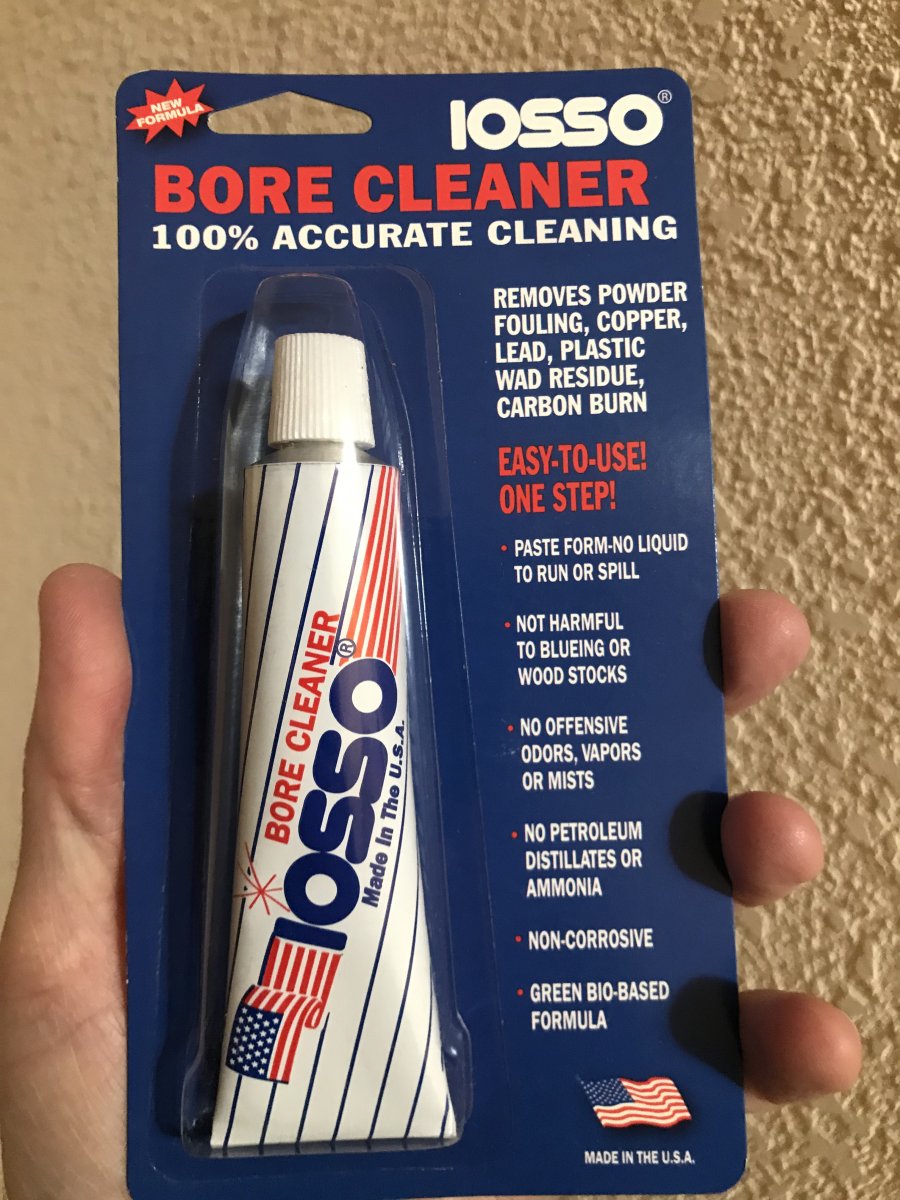 NEW
FORMULA
IOSSO®
BORE CLEANER
100% ACCURATE CLEANING
REMOVES POWDER
FOULING, COPPER,
LEAD, PLASTIC
WAD RESIDUE,
CARBON BURN
EASY-TO-USE!
ONE STEP!
• PASTE FORM-NO LIQUID
TO RUN OR SPILL
• NOT HARMFUL
TO BLUEING OR
WOOD STOCKS
• NO OFFENSIVE
ODORS, VAPORS
OR MISTS
• NO PETROLEUM
DISTILLATES OR
AMMONIA
• NON-CORROSIVE
• GREEN BIO-BASED
FORMULA
MADE IN THE U.S.A.
BORE CLEANER
IOSSO®
Made In The U.S.A.